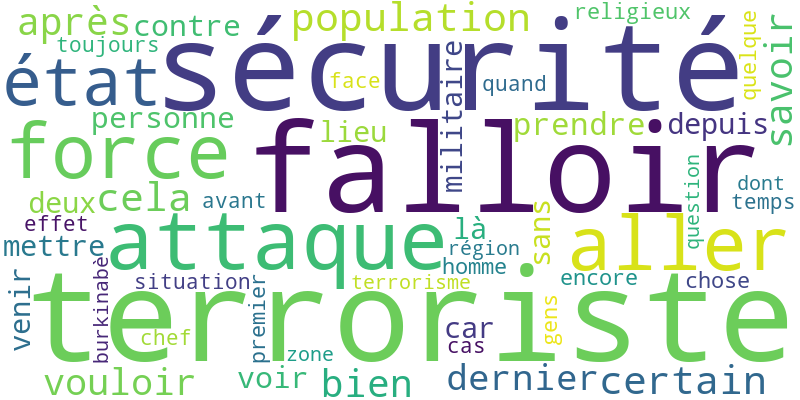 après contre population religieux
toujours
état sécurité face quand quelque savoir
personne militaire
force lieu falloir prendre depuis
deux cela avant question dont
temps
effet
mettre attaque là sans aller
région
homme
venir burkinabè situation terrorisme encore chose
terroriste
premier gens
chef car
zone cas
vouloir voir bien dernier certain